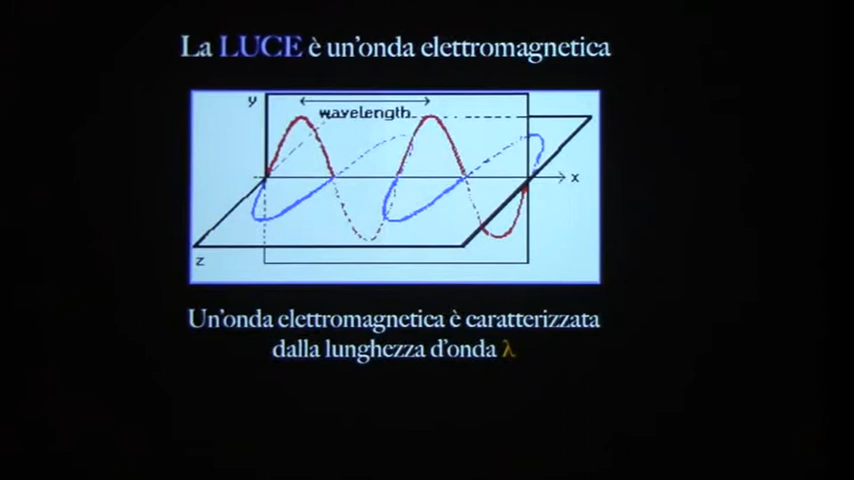 La LUCE è un'onda elettromagnetica
y
wavelength
x
z
Un'onda elettromagnetica è caratterizzata
dalla lunghezza d'onda λ